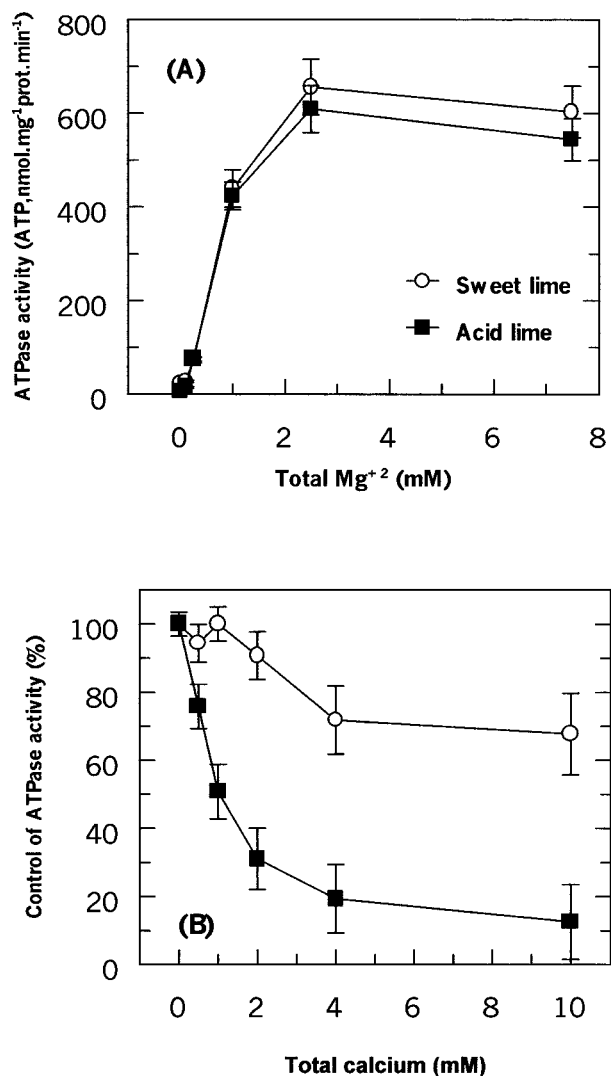 (A)
800
600
400
200
0
ATPase activity (ATP,nmol.mg⁻¹prot.min⁻¹)
Sweet lime
Acid lime
0 2 4 6 8
Total Mg⁺² (mM)
100
80
60
40
20
0
Control of ATPase activity (%)
(B)
0 2 4 6 8 10
Total calcium (mM)